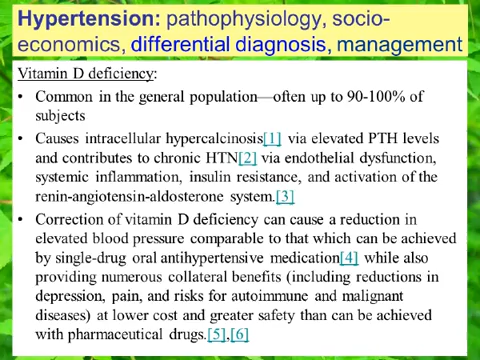 Hypertension: pathophysiology, socio-
economics, differential diagnosis, management
Vitamin D deficiency:
• Common in the general population—often up to 90-100% of
subjects
• Causes intracellular hypercalcinosis[1] via elevated PTH levels
and contributes to chronic HTN[2] via endothelial dysfunction,
systemic inflammation, insulin resistance, and activation of the
renin-angiotensin-aldosterone system.[3]
• Correction of vitamin D deficiency can cause a reduction in
elevated blood pressure comparable to that which can be achieved
by single-drug oral antihypertensive medication[4] while also
providing numerous collateral benefits (including reductions in
depression, pain, and risks for autoimmune and malignant
diseases) at lower cost and greater safety than can be achieved
with pharmaceutical drugs.[5],[6]